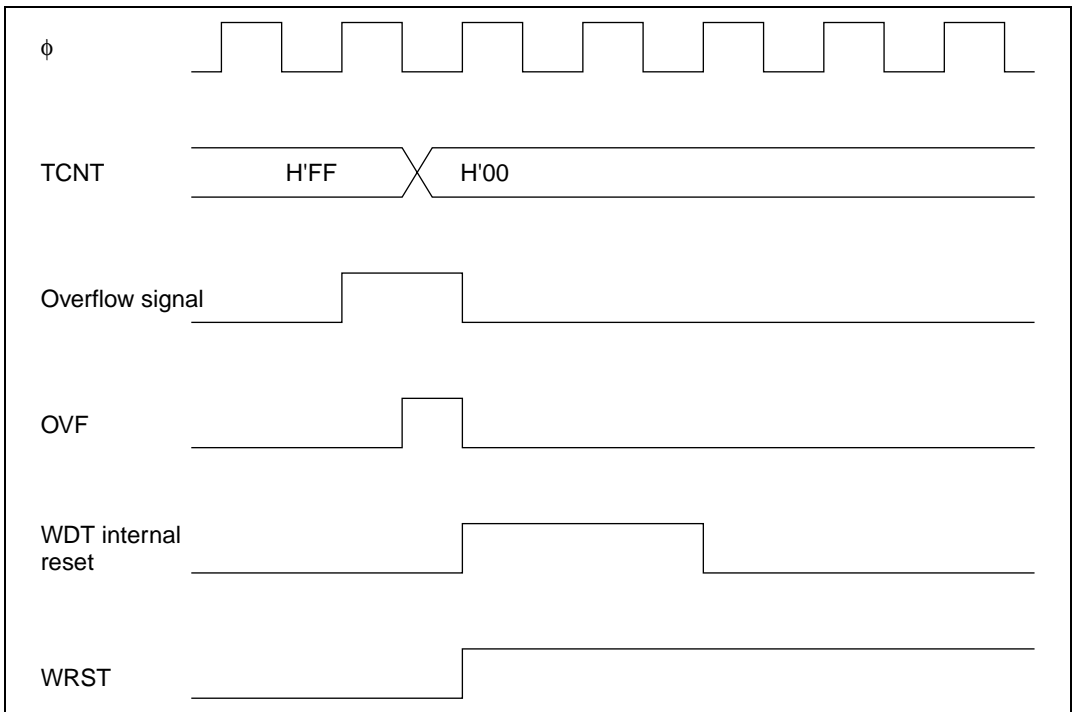 ϕ
TCNT
H'FF
H'00
Overflow signal
OVF
WDT internal
reset
WRST